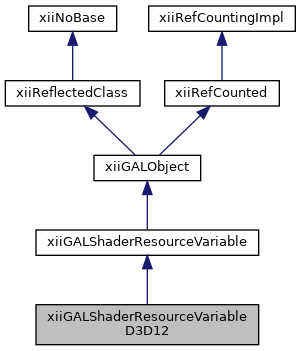 xiiNoBase
xiiRefCountingImpl
xiiReflectedClass
xiiRefCounted
xiiGALObject
xiiGALShaderResourceVariable
xiiGALShaderResourceVariable
D3D12